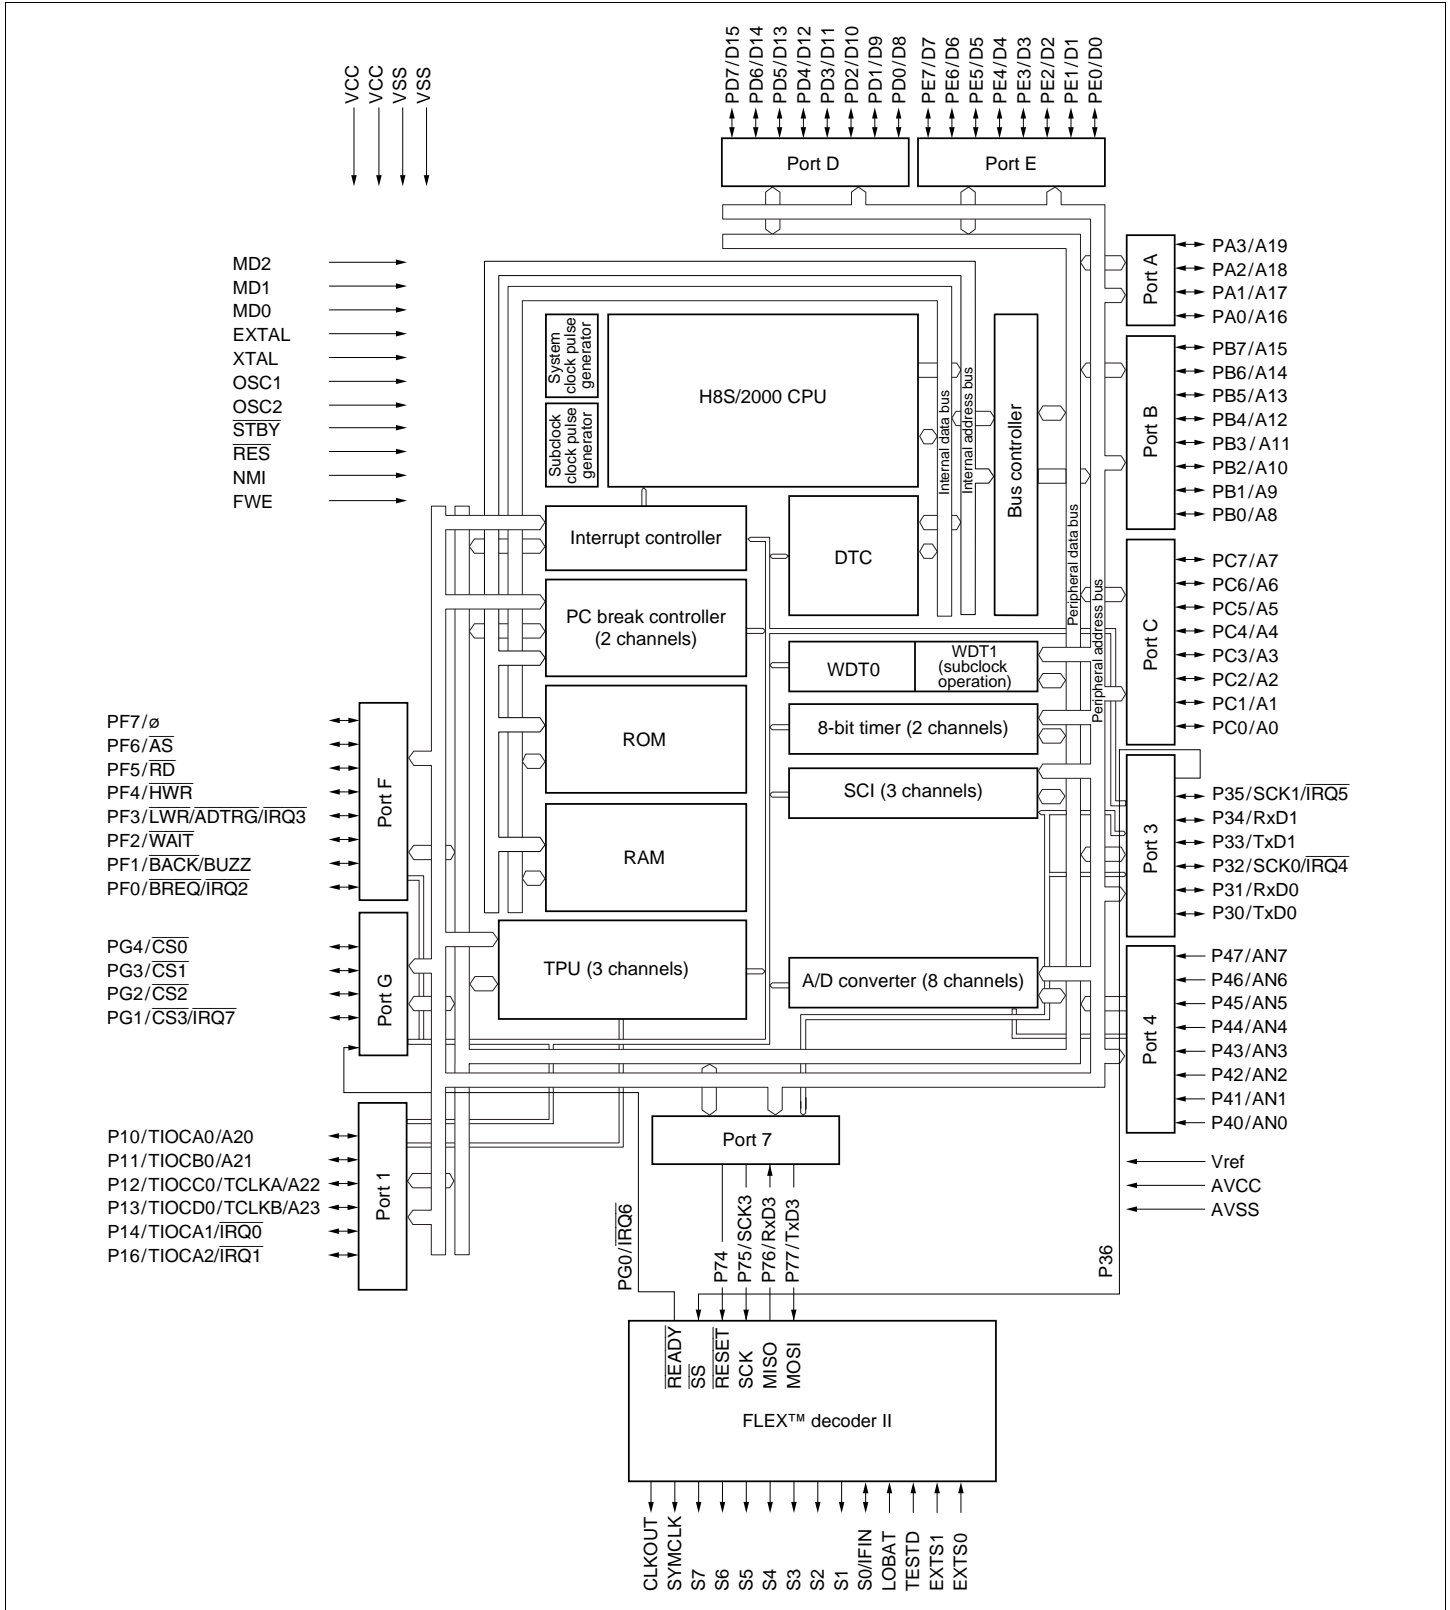 VCC
VCC
VSS
VSS
PD7/D15
PD6/D14
PD5/D13
PD4/D12
PD3/D11
PD2/D10
PD1/D9
PD0/D8
PE7/D7
PE6/D6
PE5/D5
PE4/D4
PE3/D3
PE2/D2
PE1/D1
PE0/D0
Port D
Port E
MD2
MD1
MD0
EXTAL
XTAL
OSC1
OSC2
STBY
RES
NMI
FWE
System
clock pulse
generator
Subclock
clock pulse
generator
H8S/2000 CPU
Internal data bus
Internal address bus
Bus controller
Peripheral data bus
Peripheral address bus
Port A
PA3/A19
PA2/A18
PA1/A17
PA0/A16
Port B
PB7/A15
PB6/A14
PB5/A13
PB4/A12
PB3/A11
PB2/A10
PB1/A9
PB0/A8
Interrupt controller
DTC
PC break controller
(2 channels)
WDT0
WDT1
(subclock
operation)
ROM
8-bit timer (2 channels)
SCI (3 channels)
RAM
TPU (3 channels)
A/D converter (8 channels)
Port C
PC7/A7
PC6/A6
PC5/A5
PC4/A4
PC3/A3
PC2/A2
PC1/A1
PC0/A0
PF7/ø
PF6/AS
PF5/RD
PF4/HWR
PF3/LWR/ADTRG/IRQ3
PF2/WAIT
PF1/BACK/BUZZ
PF0/BREQ/IRQ2
Port F
Port 3
P35/SCK1/IRQ5
P34/RxD1
P33/TxD1
P32/SCK0/IRQ4
P31/RxD0
P30/TxD0
PG4/CS0
PG3/CS1
PG2/CS2
PG1/CS3/IRQ7
Port G
Port 4
P47/AN7
P46/AN6
P45/AN5
P44/AN4
P43/AN3
P42/AN2
P41/AN1
P40/AN0
Vref
AVCC
AVSS
P10/TIOCA0/A20
P11/TIOCB0/A21
P12/TIOCC0/TCLKA/A22
P13/TIOCD0/TCLKB/A23
P14/TIOCA1/IRQ0
P16/TIOCA2/IRQ1
Port 1
Port 7
PG0/IRQ6
P74
P75/SCK3
P76/RxD3
P77/TxD3
P36
READY
SS
RESET
SCK
MISO
MOSI
FLEX™ decoder II
CLKOUT
SYMCLK
S7
S6
S5
S4
S3
S2
S1
S0/IFIN
LOBAT
TESTD
EXTS1
EXTS0